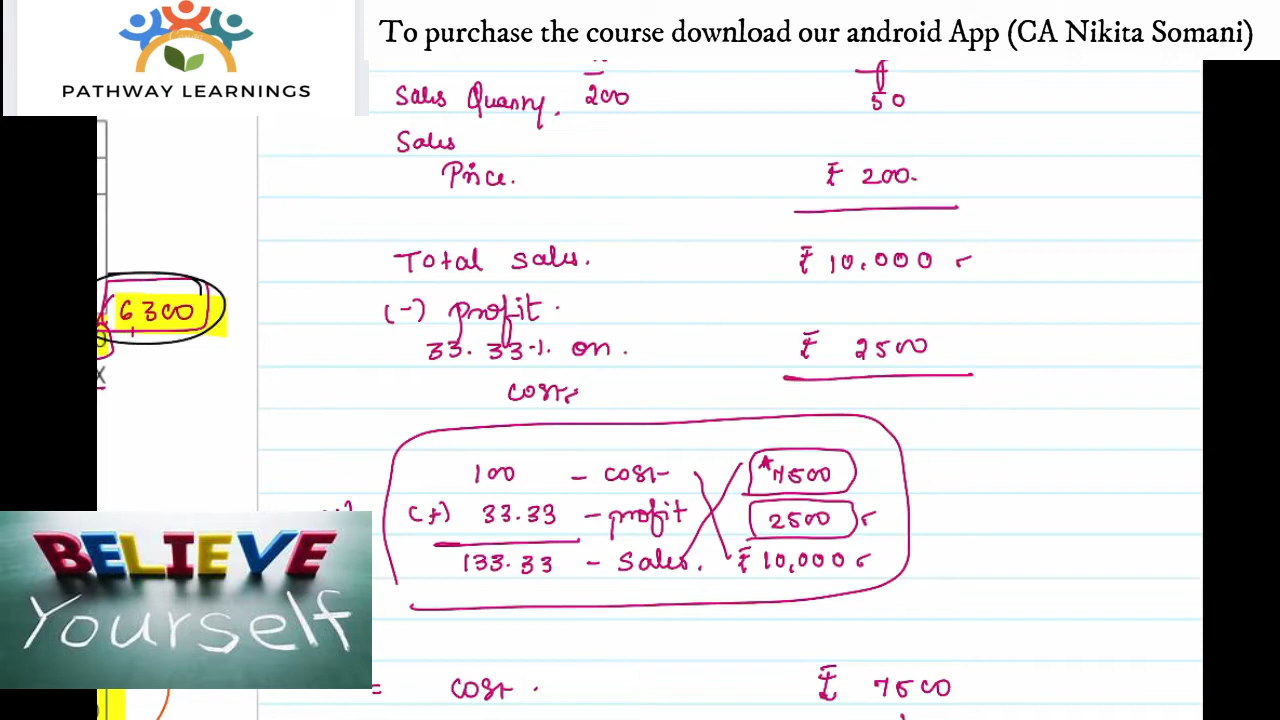 To purchase the course download our android App (CA Nikita Somani)
PATHWAY LEARNINGS
Sales Quanry. 200 50
Sales
Price. ₹ 200.
Total sales. ₹ 10,000
6300
(-) profit.
33.33%. on. ₹ 2500
cost
100 - cost 7500
(+) 33.33 - profit 2500
133.33 - Sales. ₹ 10,000
BELIEVE
Yourself
= cost. ₹ 7500